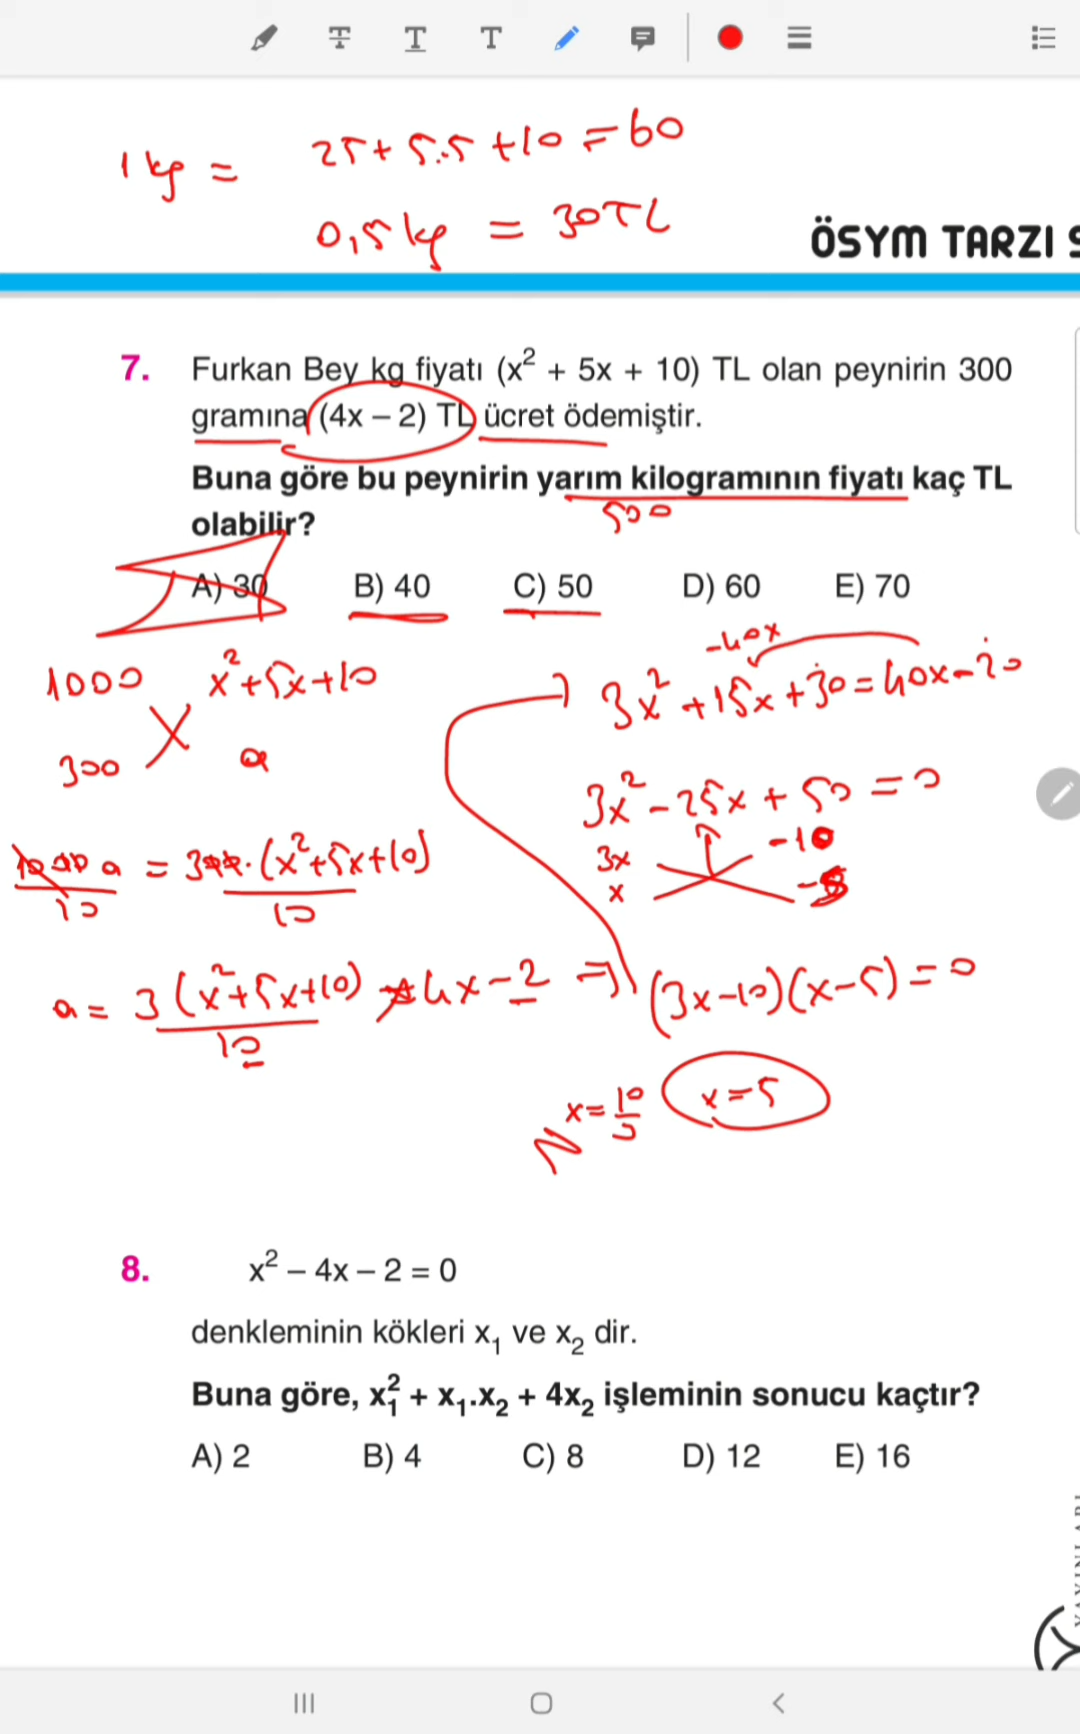 1 kg = 25 + 5.5 + 10 = 60
0,5 kg = 30 TL
ÖSYM TARZI S
7. Furkan Bey kg fiyatı (x² + 5x + 10) TL olan peynirin 300
gramına (4x – 2) TL ücret ödemiştir.
Buna göre bu peynirin yarım kilogramının fiyatı kaç TL
500
olabilir?
A) 30 B) 40 C) 50 D) 60 E) 70
-40x
1000 x²+5x+10
3x²+15x+30=40x-20
300 a
3x²-25x+50=0
3x -10
x -5
1000 a = 300.(x²+5x+10)
10 10
a = 3(x²+5x+10) = 4x-2 ⇒
10
(3x-10)(x-5)=0
x=10/3 x=5
8. x² – 4x – 2 = 0
denkleminin kökleri x₁ ve x₂ dir.
Buna göre, x₁² + x₁.x₂ + 4x₂ işleminin sonucu kaçtır?
A) 2 B) 4 C) 8 D) 12 E) 16